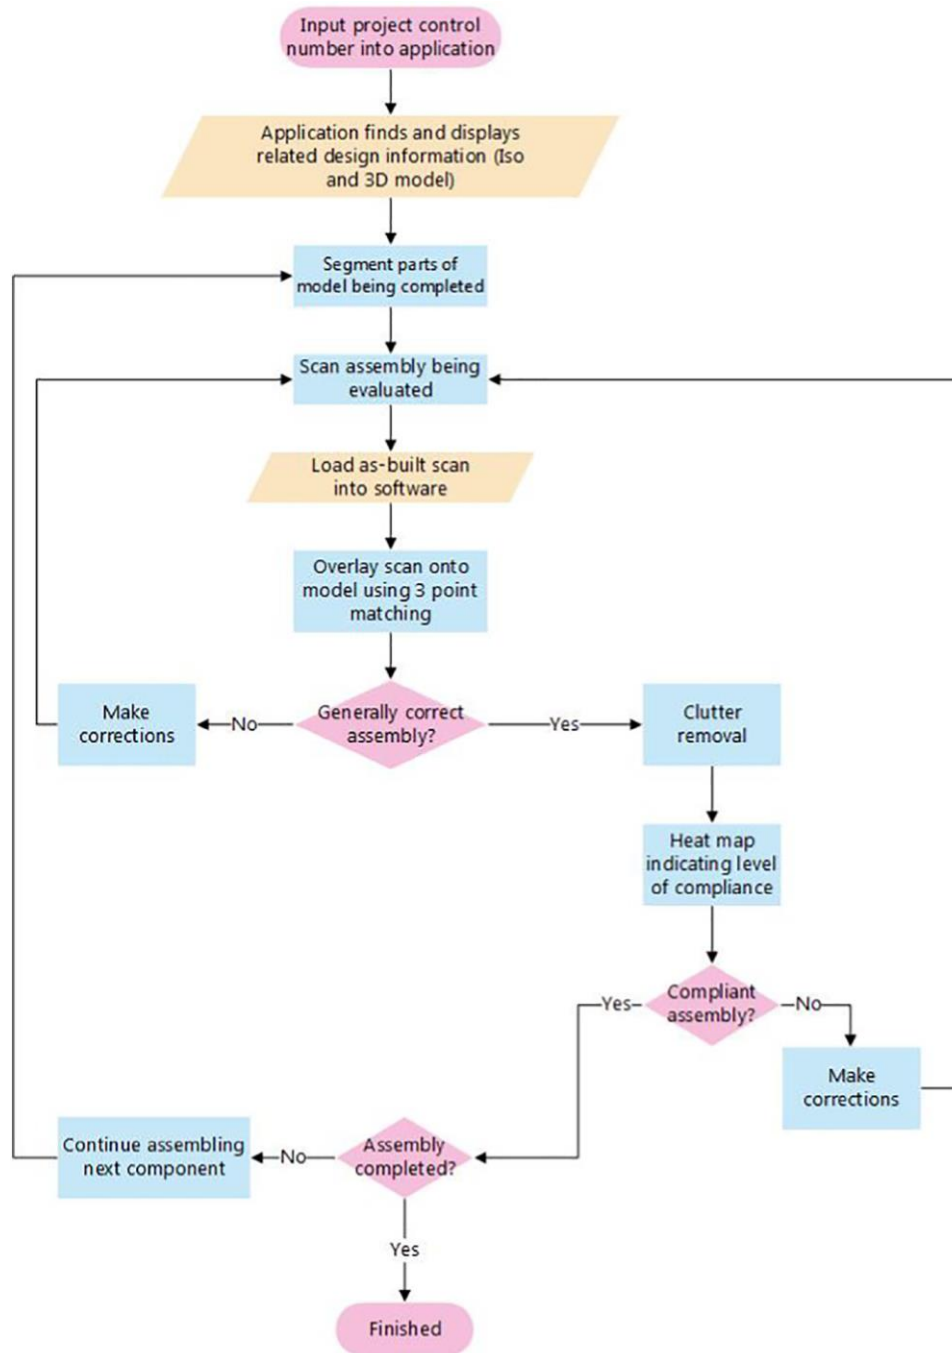 Input project control
number into application
Application finds and displays
related design information (Iso
and 3D model)
Segment parts of
model being completed
Scan assembly being
evaluated
Load as-built scan
into software
Overlay scan onto
model using 3 point
matching
Make
corrections
No
Generally correct
assembly?
Yes
Clutter
removal
Heat map
indicating level
of compliance
Yes
Compliant
assembly?
No
Make
corrections
Continue assembling
next component
No
Assembly
completed?
Yes
Finished